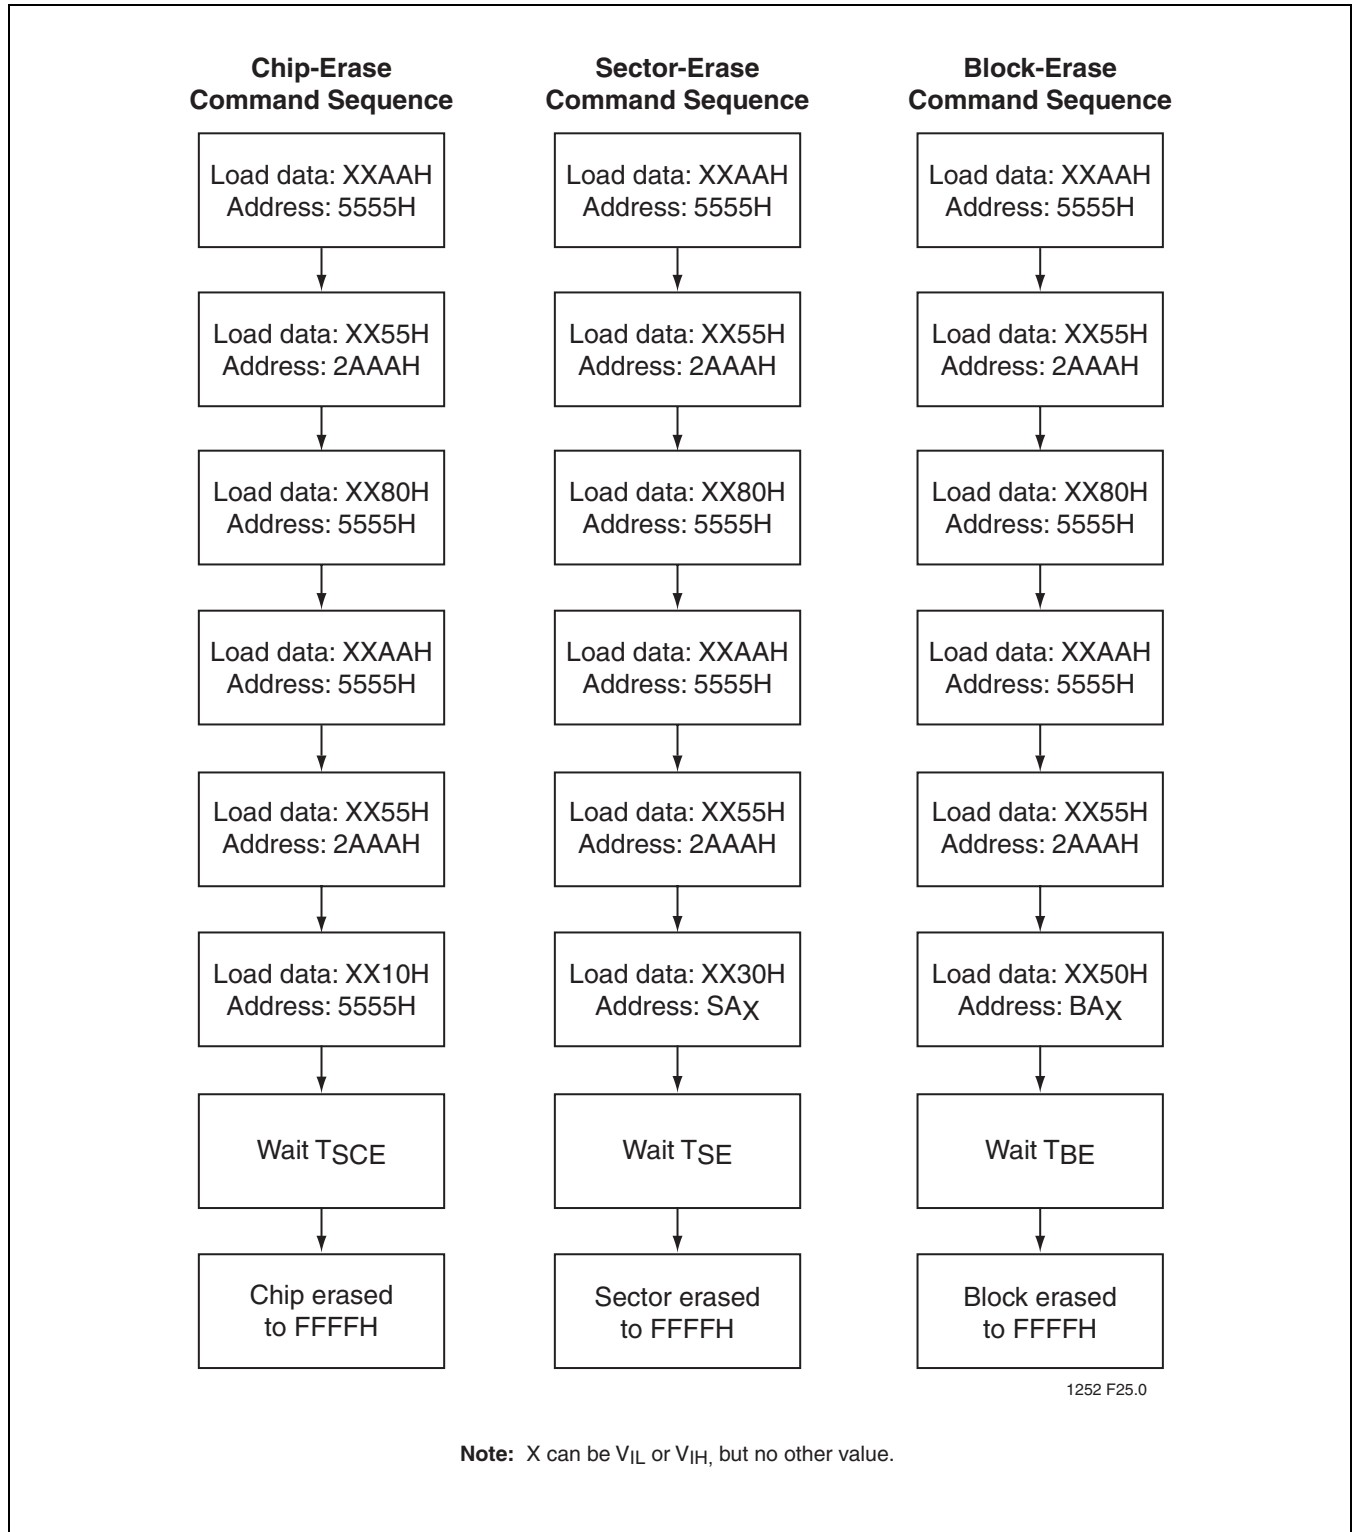 Chip-Erase
Command Sequence
Load data: XXAAH
Address: 5555H
Load data: XX55H
Address: 2AAAH
Load data: XX80H
Address: 5555H
Load data: XXAAH
Address: 5555H
Load data: XX55H
Address: 2AAAH
Load data: XX10H
Address: 5555H
Wait TSCE
Chip erased
to FFFFH
Sector-Erase
Command Sequence
Load data: XXAAH
Address: 5555H
Load data: XX55H
Address: 2AAAH
Load data: XX80H
Address: 5555H
Load data: XXAAH
Address: 5555H
Load data: XX55H
Address: 2AAAH
Load data: XX30H
Address: SAX
Wait TSE
Sector erased
to FFFFH
Block-Erase
Command Sequence
Load data: XXAAH
Address: 5555H
Load data: XX55H
Address: 2AAAH
Load data: XX80H
Address: 5555H
Load data: XXAAH
Address: 5555H
Load data: XX55H
Address: 2AAAH
Load data: XX50H
Address: BAX
Wait TBE
Block erased
to FFFFH
1252 F25.0
Note: X can be VIL or VIH, but no other value.